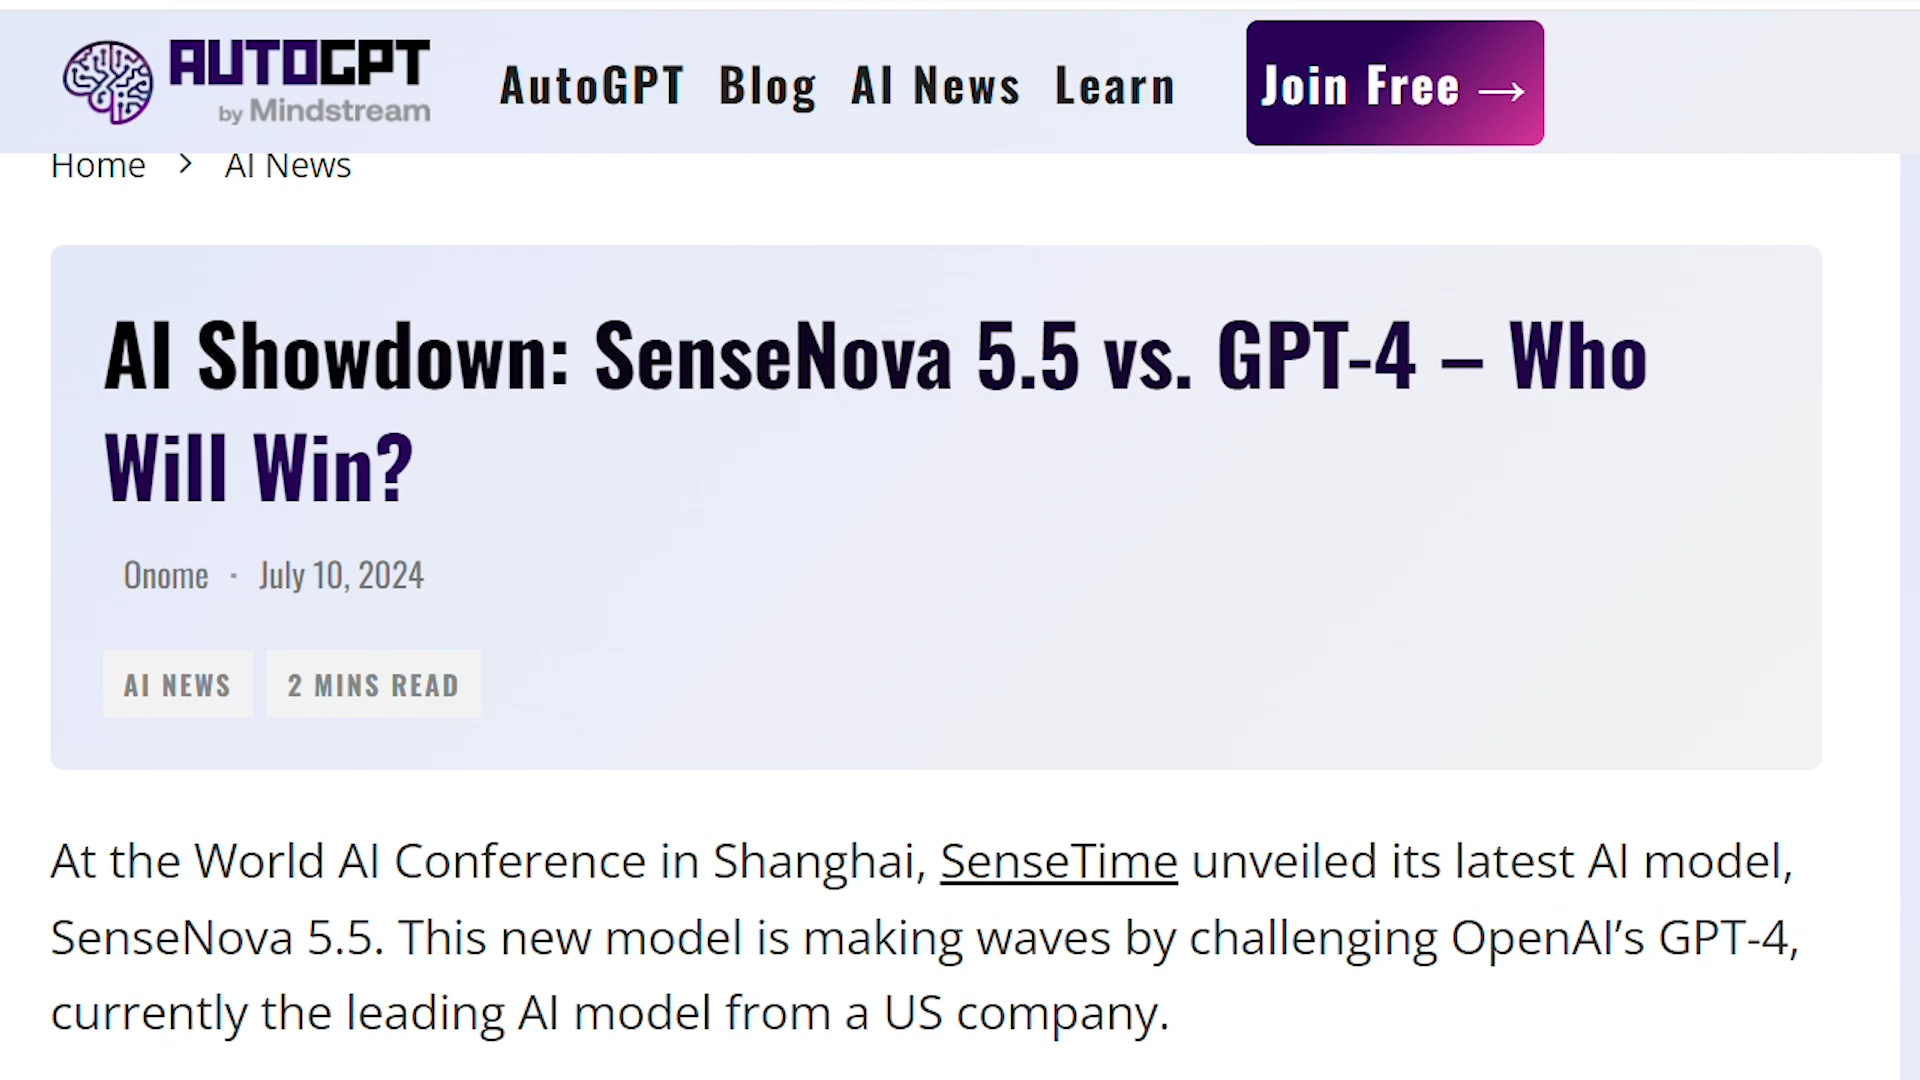 AUTOGPT
by Mindstream
AutoGPT Blog AI News Learn Join Free →
Home > AI News
AI Showdown: SenseNova 5.5 vs. GPT-4 – Who
Will Win?
Onome · July 10, 2024
AI NEWS 2 MINS READ
At the World AI Conference in Shanghai, SenseTime unveiled its latest AI model,
SenseNova 5.5. This new model is making waves by challenging OpenAI’s GPT-4,
currently the leading AI model from a US company.